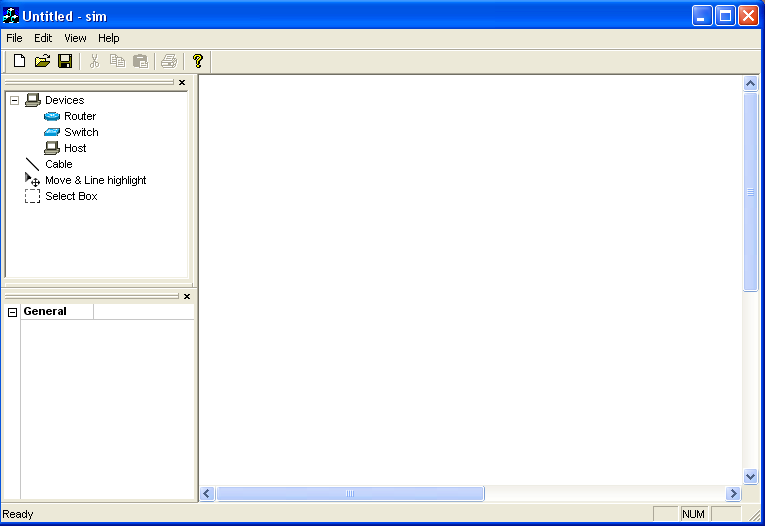 Untitled - sim
File Edit View Help
Devices
Router
Switch
Host
Cable
Move & Line highlight
Select Box
General
Ready NUM